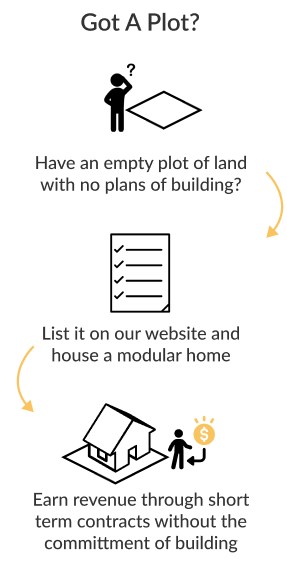 Got A Plot?
?
Have an empty plot of land
with no plans of building?
List it on our website and
house a modular home
$
Earn revenue through short
term contracts without the
committment of building